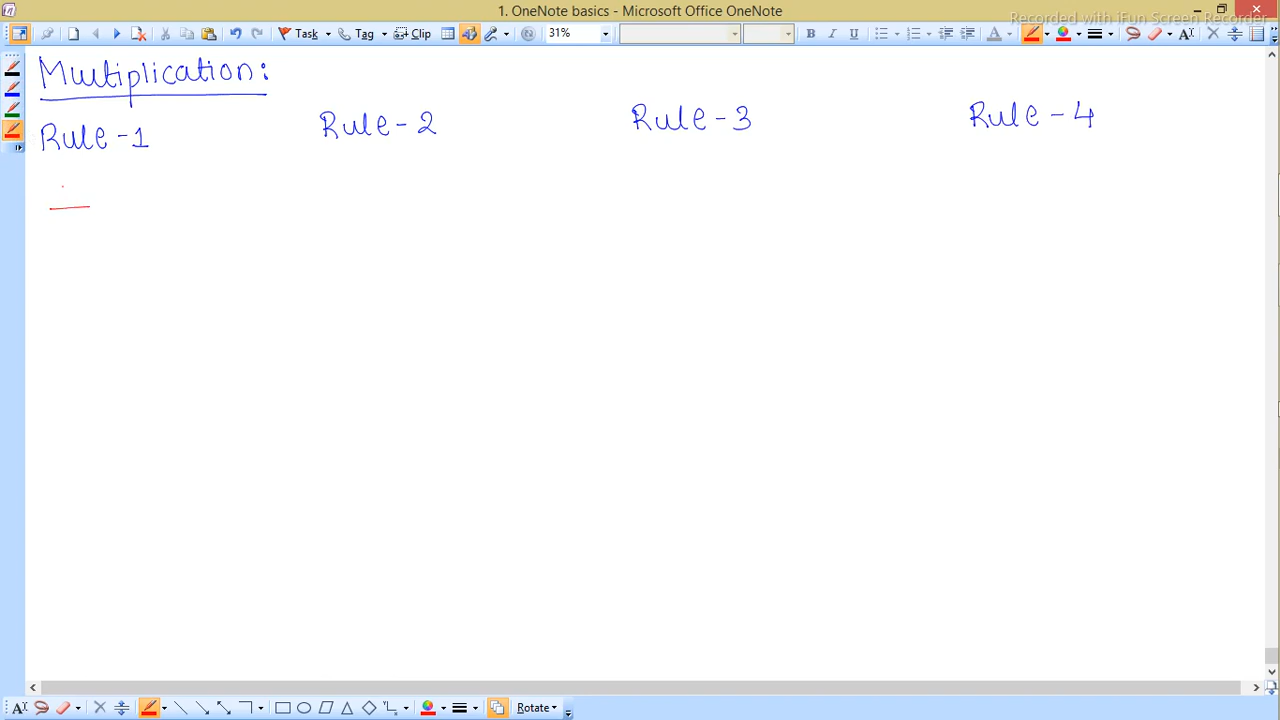 1. OneNote basics - Microsoft Office OneNote
Recorded with iFun Screen Recorder
Task Tag Clip 31% B I U A
Multiplication:
Rule-1 Rule-2 Rule-3 Rule-4
Rotate